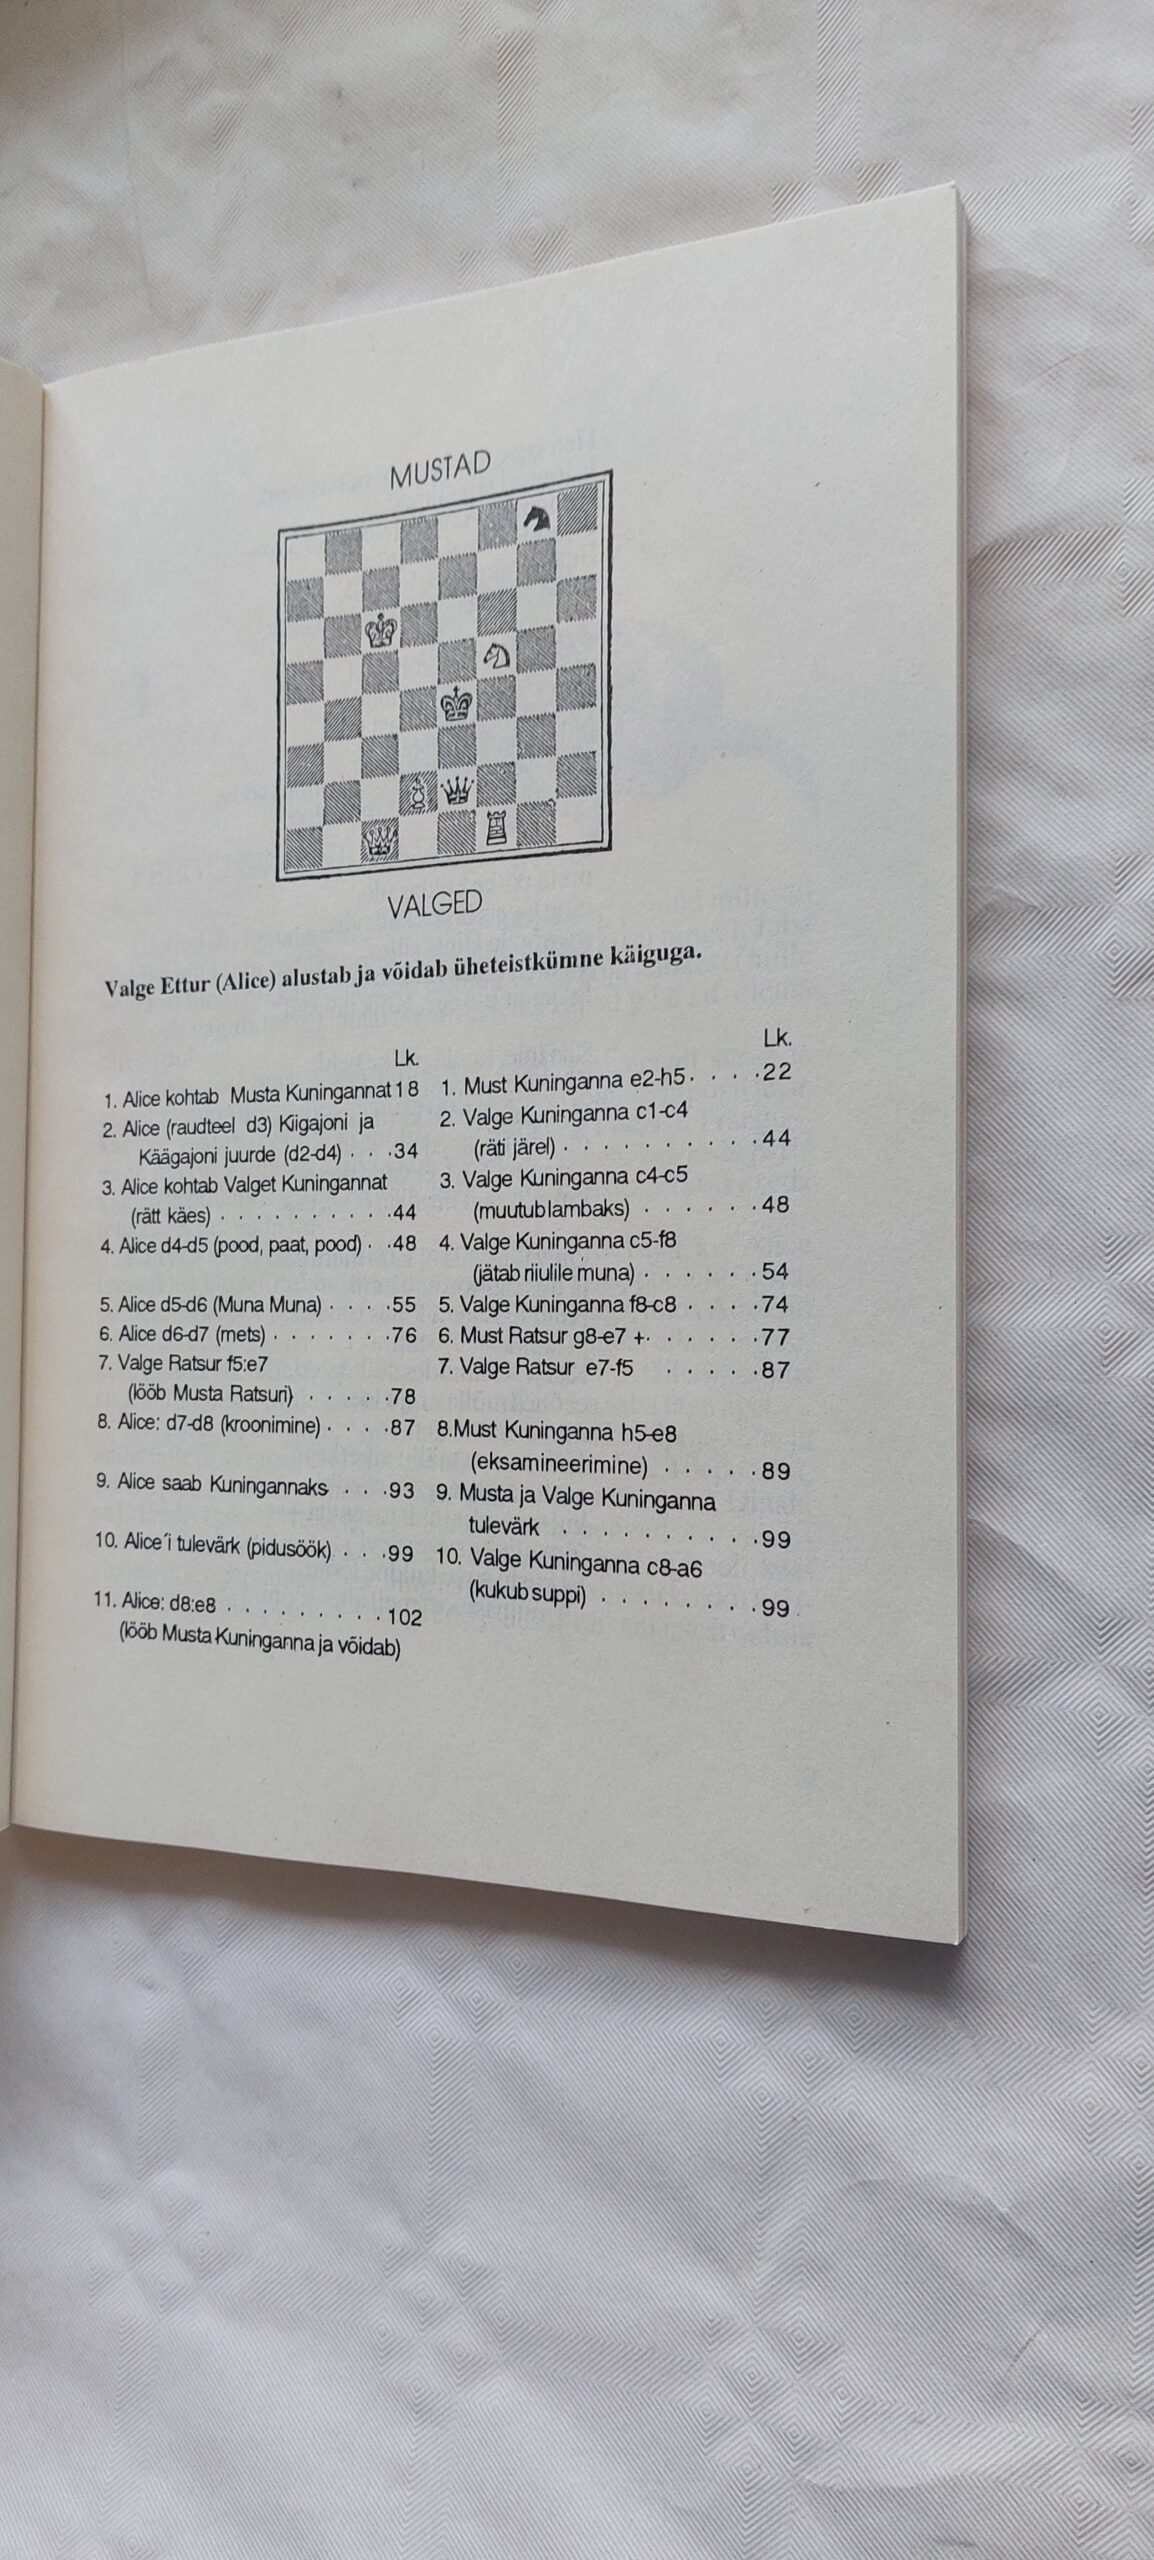 MUSTAD
VALGED
Valge Ettur (Alice) alustab ja võidab üheteistkümne käiguga.
Lk.
1. Alice kohtab Musta Kuningannat 18
2. Alice (raudteel d3) Kiigajoni ja
Käägajoni juurde (d2-d4) . . . 34
3. Alice kohtab Valget Kuningannat
(rätt käes) . . . . . . . . . . 44
4. Alice d4-d5 (pood, paat, pood) . . 48
5. Alice d5-d6 (Muna Muna) . . . . 55
6. Alice d6-d7 (mets) . . . . . . . 76
7. Valge Ratsur f5:e7
(lööb Musta Ratsuri) . . . . . 78
8. Alice: d7-d8 (kroonimine) . . . . 87
9. Alice saab Kuningannaks . . . 93
10. Alice´i tulevärk (pidusöök) . . . 99
11. Alice: d8:e8 . . . . . . . . . 102
(lööb Musta Kuninganna ja võidab)
Lk.
1. Must Kuninganna e2-h5 . . . . 22
2. Valge Kuninganna c1-c4
(räti järel) . . . . . . . . . . . 44
3. Valge Kuninganna c4-c5
(muutub lambaks) . . . . . . 48
4. Valge Kuninganna c5-f8
(jätab riiulile muna) . . . . . . 54
5. Valge Kuninganna f8-c8 . . . . 74
6. Must Ratsur g8-e7 + . . . . . . 77
7. Valge Ratsur e7-f5 . . . . . 87
8.Must Kuninganna h5-e8
(eksamineerimine) . . . . . 89
9. Musta ja Valge Kuninganna
tulevärk . . . . . . . . . . 99
10. Valge Kuninganna c8-a6
(kukub suppi) . . . . . . . . 99